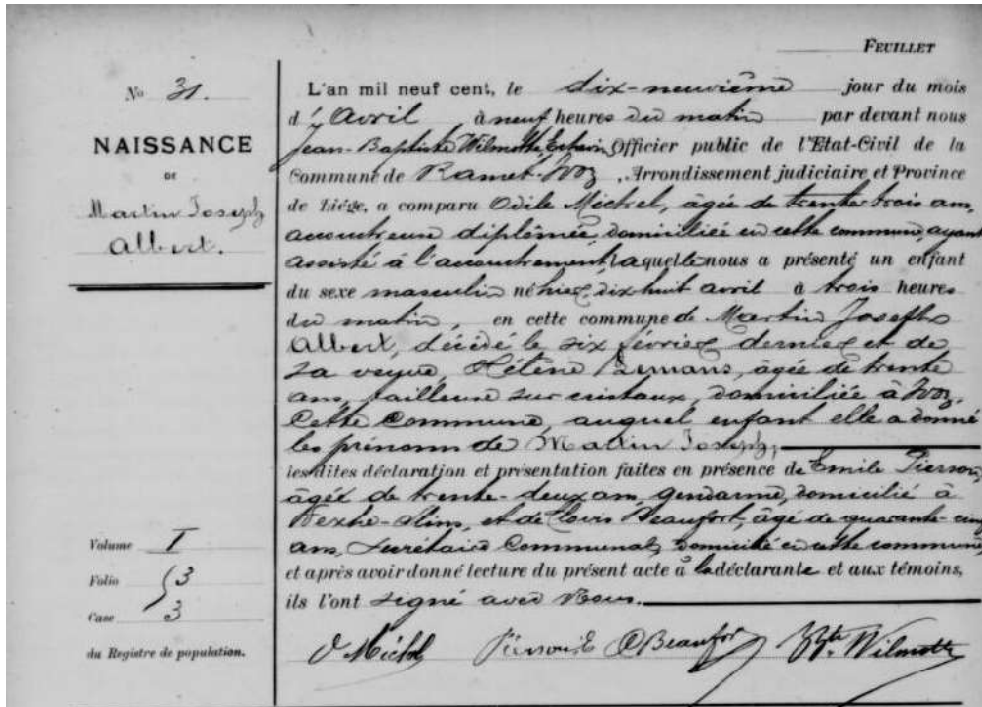 FEUILLET
No 31.
NAISSANCE
DE
Martin Joseph
Albert.
Volume I
Folio 3
Case 3
du Registre de population.
L'an mil neuf cent, le dix-neuvième jour du mois
d'Avril à neuf heures du matin par devant nous
Jean-Baptiste Wilmotte, Echevin, Officier public de l'Etat-Civil de la
Commune de Ramet-Ivoz, Arrondissement judiciaire et Province
de Liége, a comparu Odile Michel, âgée de trente trois ans,
accoucheuse diplômée, domiciliée en cette commune, ayant
assisté à l'accouchement, laquelle nous a présenté un enfant
du sexe masculin né hier, dix huit avril à trois heures
du matin, en cette commune de Martin Joseph
Albert, décédé le six février dernier et de
sa veuve, Hélène, âgée de trente
ans, tailleuse sur cristaux, domiciliée à Ivoz
Cette Commune, auquel enfant elle a donné
les prénoms de Martin Joseph,
lesdites déclaration et présentation faites en présence de Emile Pierson,
âgé de trente-deux ans, gendarme, domicilié à
Nexhe-Slins, et de Clovis Beaufort, âgé de quarante-cinq
ans, Secrétaire Communal, domicilié en cette commune,
et après avoir donné lecture du présent acte à la déclarante et aux témoins,
ils l'ont signé avec Nous.
O Michel Pierson E C Beaufort Bte Wilmotte